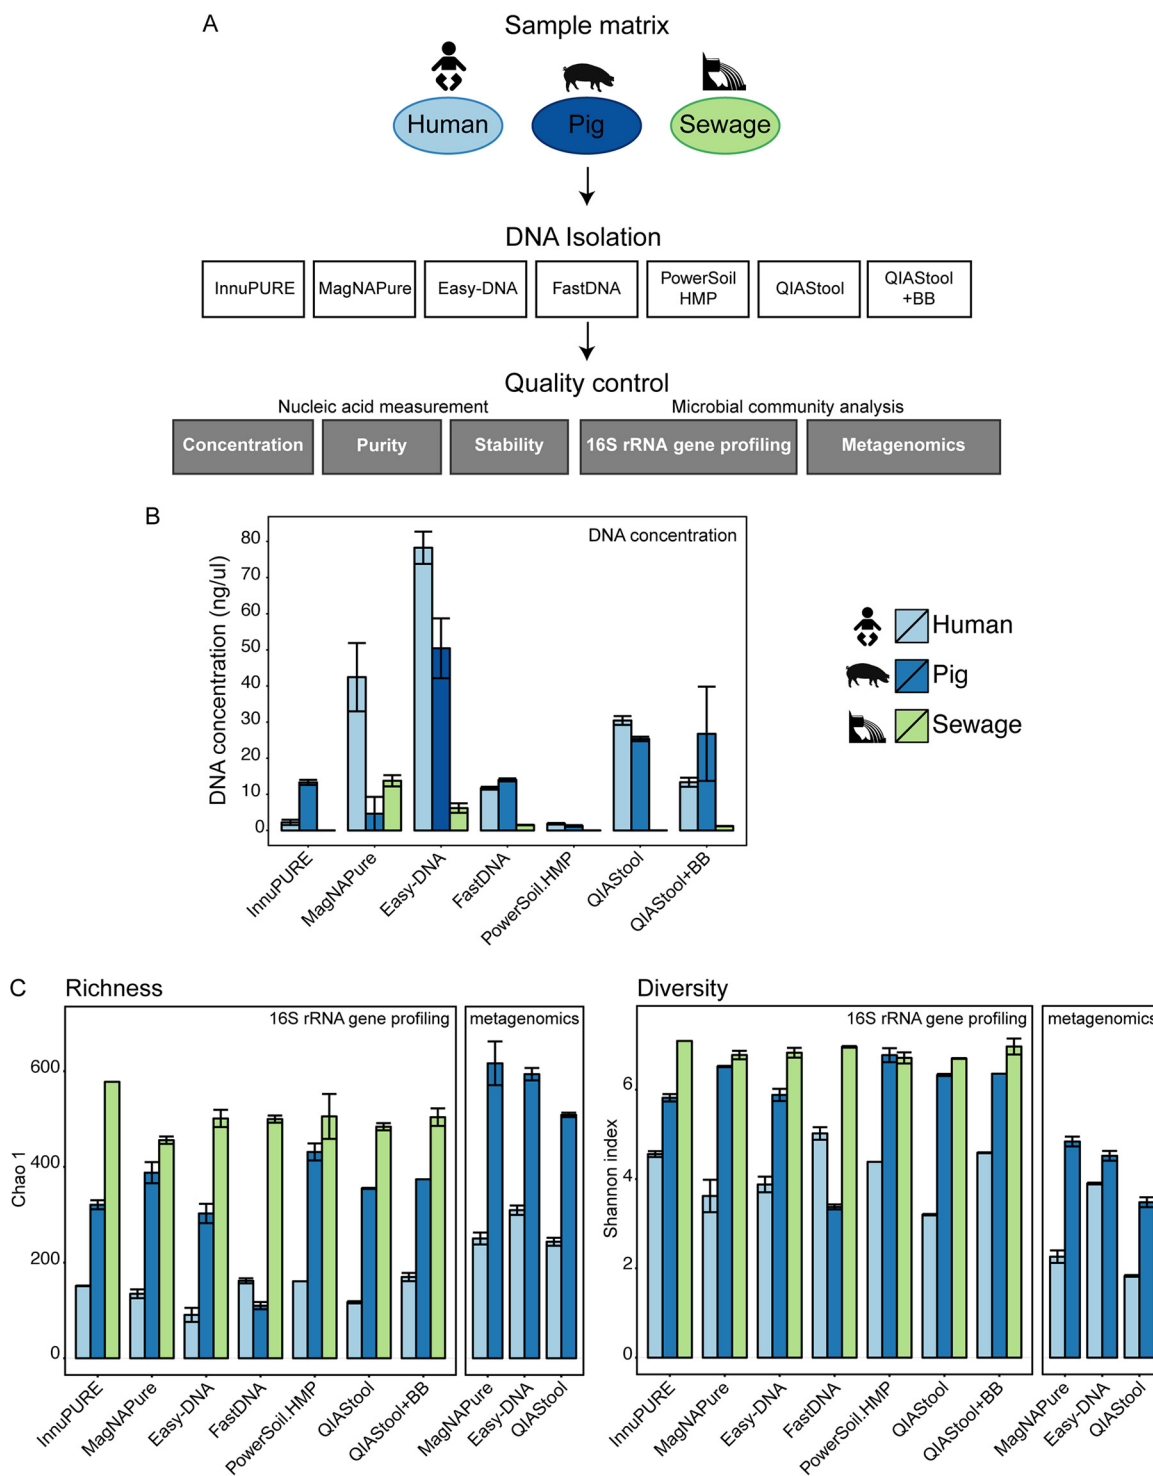 A
Sample matrix
Human
Pig
Sewage
DNA Isolation
InnuPURE
MagNAPure
Easy-DNA
FastDNA
PowerSoil
HMP
QIAStool
QIAStool
+BB
Quality control
Nucleic acid measurement
Microbial community analysis
Concentration
Purity
Stability
16S rRNA gene profiling
Metagenomics
B
DNA concentration
DNA concentration (ng/ul)
80
70
60
50
40
30
20
10
0
InnuPURE
MagNAPure
Easy-DNA
FastDNA
PowerSoil.HMP
QIAStool
QIAStool+BB
Human
Pig
Sewage
C
Richness
16S rRNA gene profiling
metagenomics
Chao 1
600
400
200
0
InnuPURE
MagNAPure
Easy-DNA
FastDNA
PowerSoil.HMP
QIAStool
QIAStool+BB
MagNAPure
Easy-DNA
QIAStool
Diversity
16S rRNA gene profiling
metagenomics
Shannon index
6
4
2
0
InnuPURE
MagNAPure
Easy-DNA
FastDNA
PowerSoil.HMP
QIAStool
QIAStool+BB
MagNAPure
Easy-DNA
QIAStool